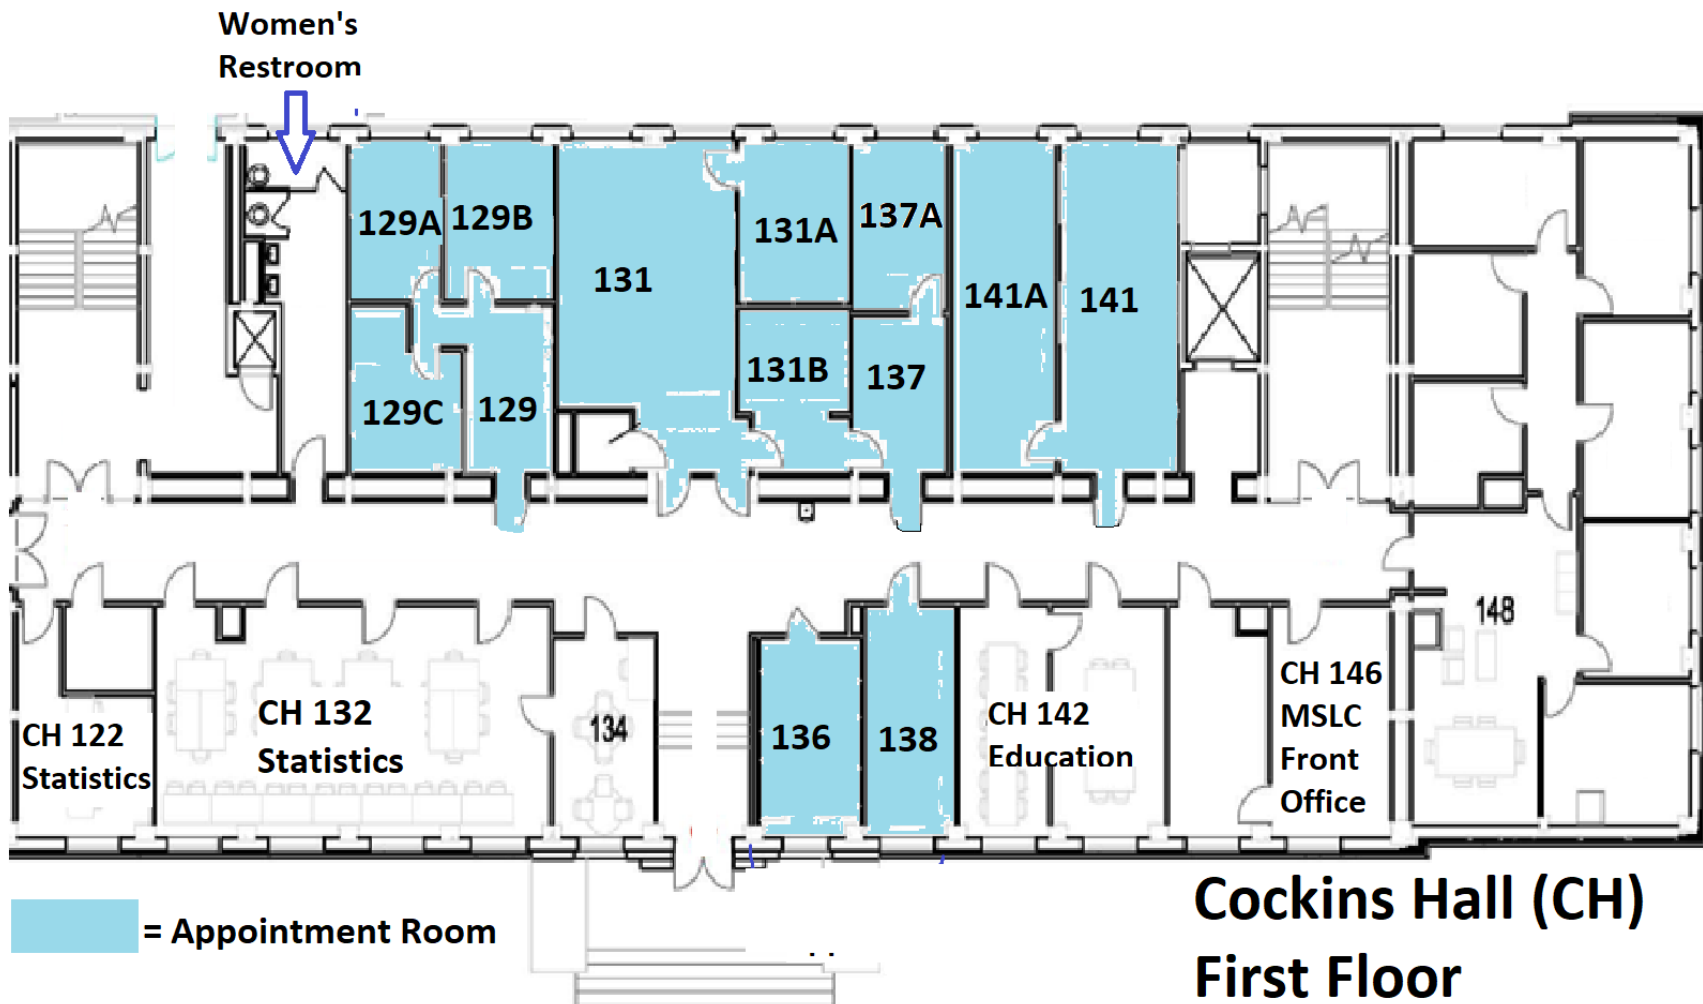 Women's
Restroom
129A
129B
131
131A
137A
141A
141
131B
137
129C
129
148
CH 122
Statistics
CH 132
Statistics
134
136
138
CH 142
Education
CH 146
MSLC
Front
Office
= Appointment Room
Cockins Hall (CH)
First Floor